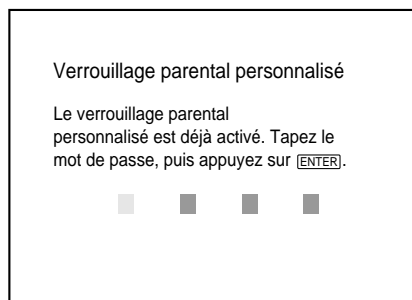 Verrouillage parental personnalisé
Le verrouillage parental
personnalisé est déjà activé. Tapez le
mot de passe, puis appuyez sur ENTER.